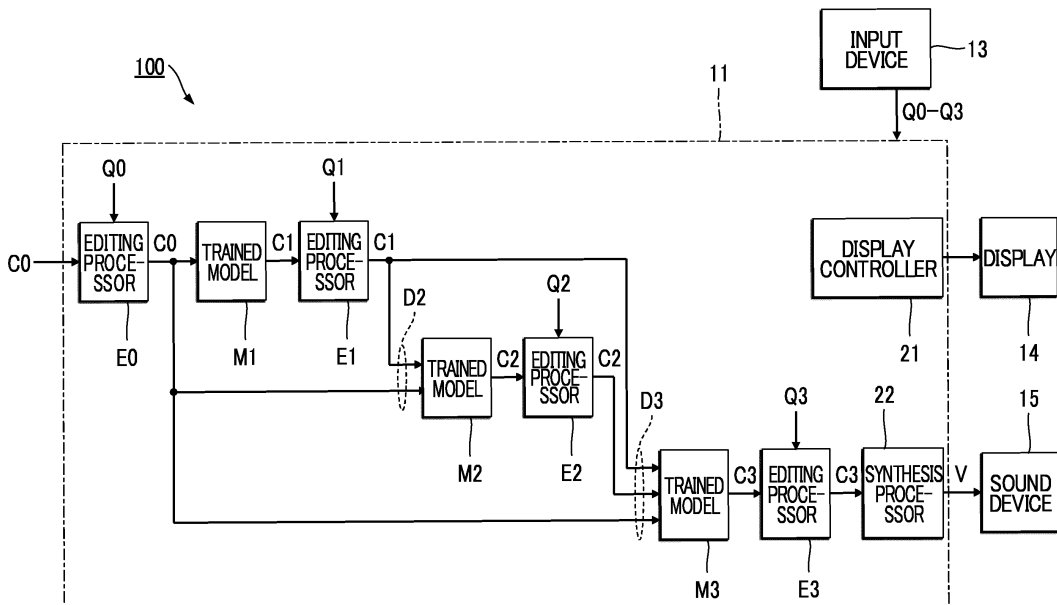 INPUT
DEVICE
13
100
11
Q0-Q3
Q0
Q1
C0
EDITING
PROCE-
SSOR
C0
TRAINED
MODEL
C1
EDITING
PROCE-
SSOR
C1
DISPLAY
CONTROLLER
DISPLAY
E0
M1
E1
D2
Q2
21
14
TRAINED
MODEL
C2
EDITING
PROCE-
SSOR
C2
M2
E2
D3
Q3
22
15
TRAINED
MODEL
C3
EDITING
PROCE-
SSOR
C3
SYNTHESIS
PROCE-
SSOR
V
SOUND
DEVICE
M3
E3